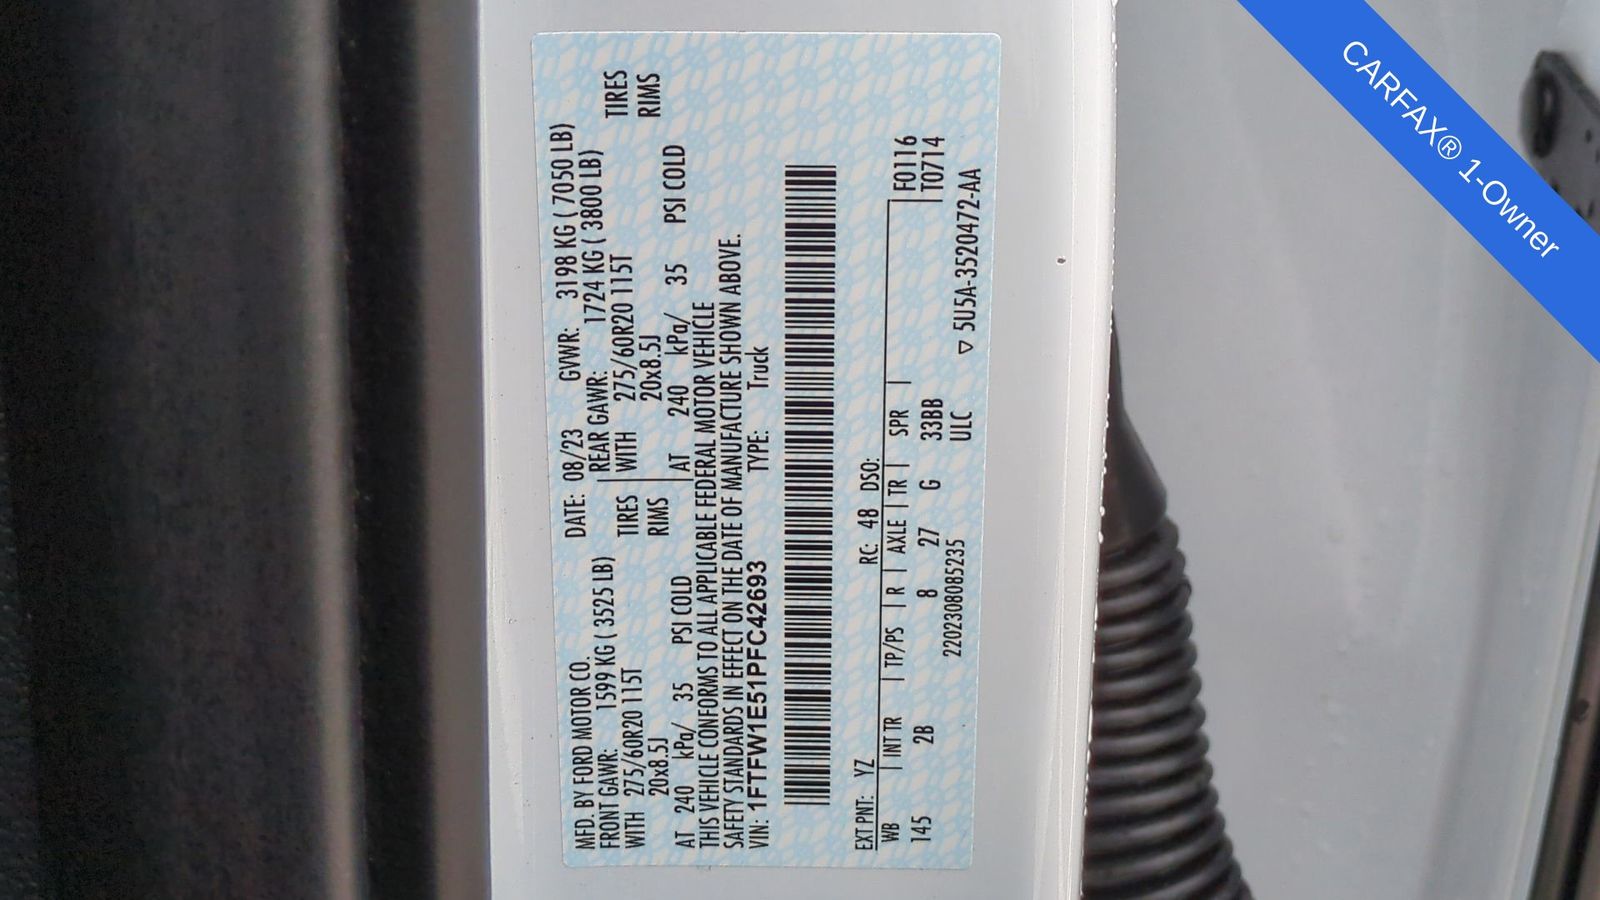 MFD. BY FORD MOTOR CO.
DATE: 08/23 GVWR: 3198 KG ( 7050 LB)
FRONT GAWR: 1599 KG ( 3525 LB) REAR GAWR: 1724 KG ( 3800 LB)
WITH 275/60R20 115T TIRES WITH 275/60R20 115T TIRES
20x8.5J RIMS 20x8.5J RIMS
AT 240 kPa/ 35 PSI COLD AT 240 kPa/ 35 PSI COLD
THIS VEHICLE CONFORMS TO ALL APPLICABLE FEDERAL MOTOR VEHICLE
SAFETY STANDARDS IN EFFECT ON THE DATE OF MANUFACTURE SHOWN ABOVE.
VIN: 1FTFW1E51PFC42693 TYPE: Truck
EXT PNT: YZ RC: 48 DSO:
WB INT TR TP/PS R AXLE TR SPR F0116
145 2B 8 27 G 33BB T0714
ULC
2202308085235 ▽ 5U5A-3520472-AA
CARFAX® 1-Owner